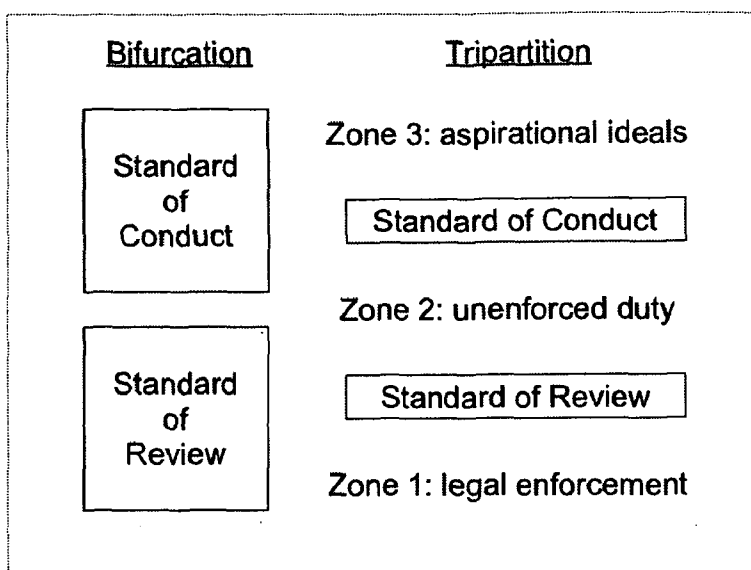 Bifurcation
Standard
of
Conduct
Standard
of
Review
Tripartition
Zone 3: aspirational ideals
Standard of Conduct
Zone 2: unenforced duty
Standard of Review
Zone 1: legal enforcement